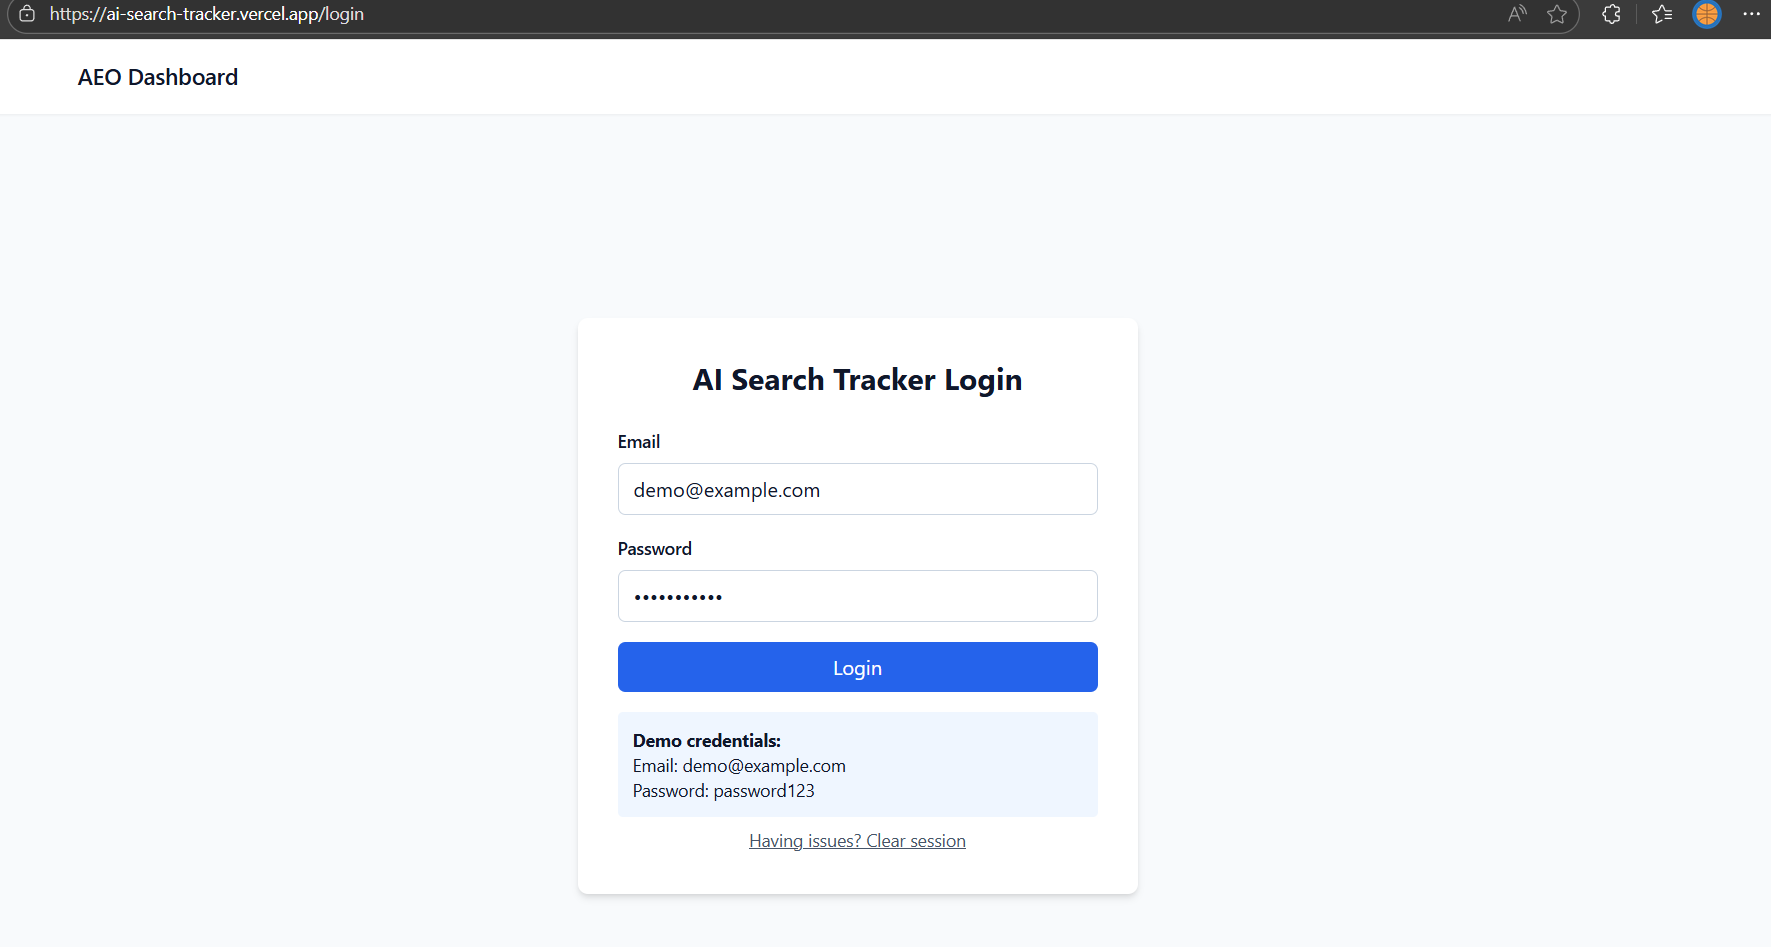 https://ai-search-tracker.vercel.app/login
AEO Dashboard
AI Search Tracker Login
Email
demo@example.com
Password
•••••••••••
Login
Demo credentials:
Email: demo@example.com
Password: password123
Having issues? Clear session